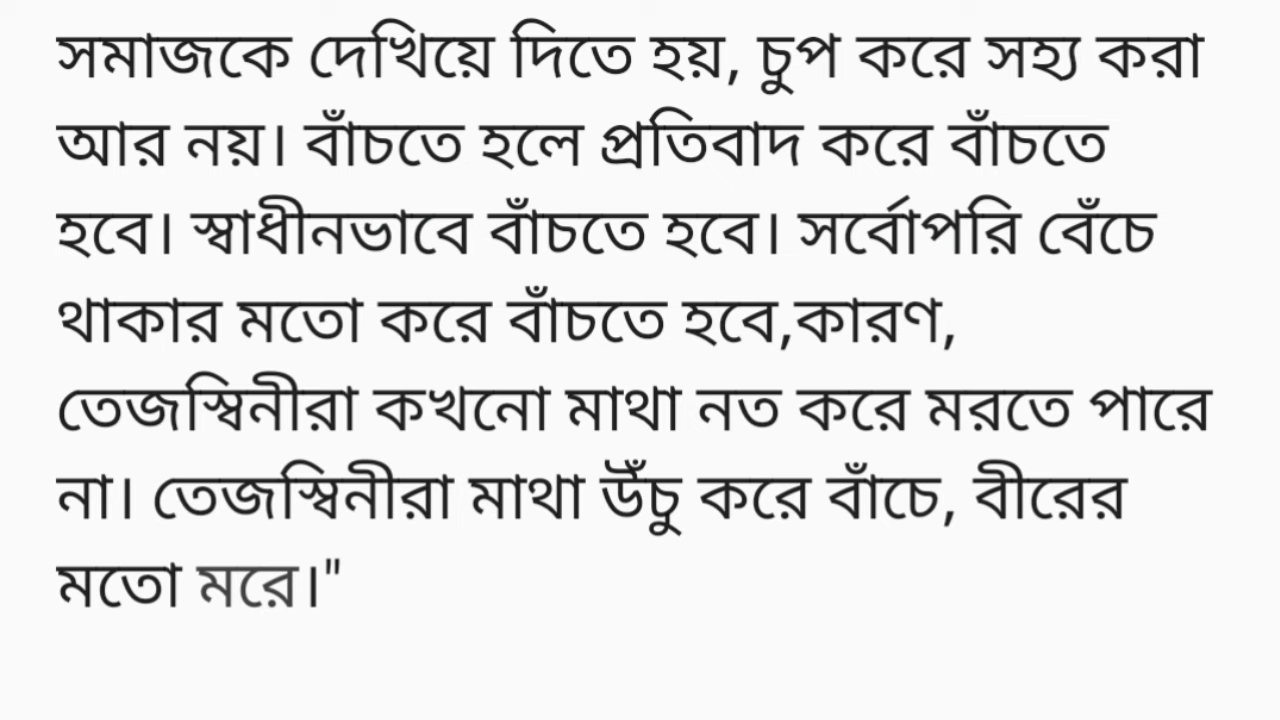 সমাজকে দেখিয়ে দিতে হয়, চুপ করে সহ্য করা
আর নয়। বাঁচতে হলে প্রতিবাদ করে বাঁচতে
হবে। স্বাধীনভাবে বাঁচতে হবে। সর্বোপরি বেঁচে
থাকার মতো করে বাঁচতে হবে,কারণ,
তেজস্বিনীরা কখনো মাথা নত করে মরতে পারে
না। তেজস্বিনীরা মাথা উঁচু করে বাঁচে, বীরের
মতো মরে।"